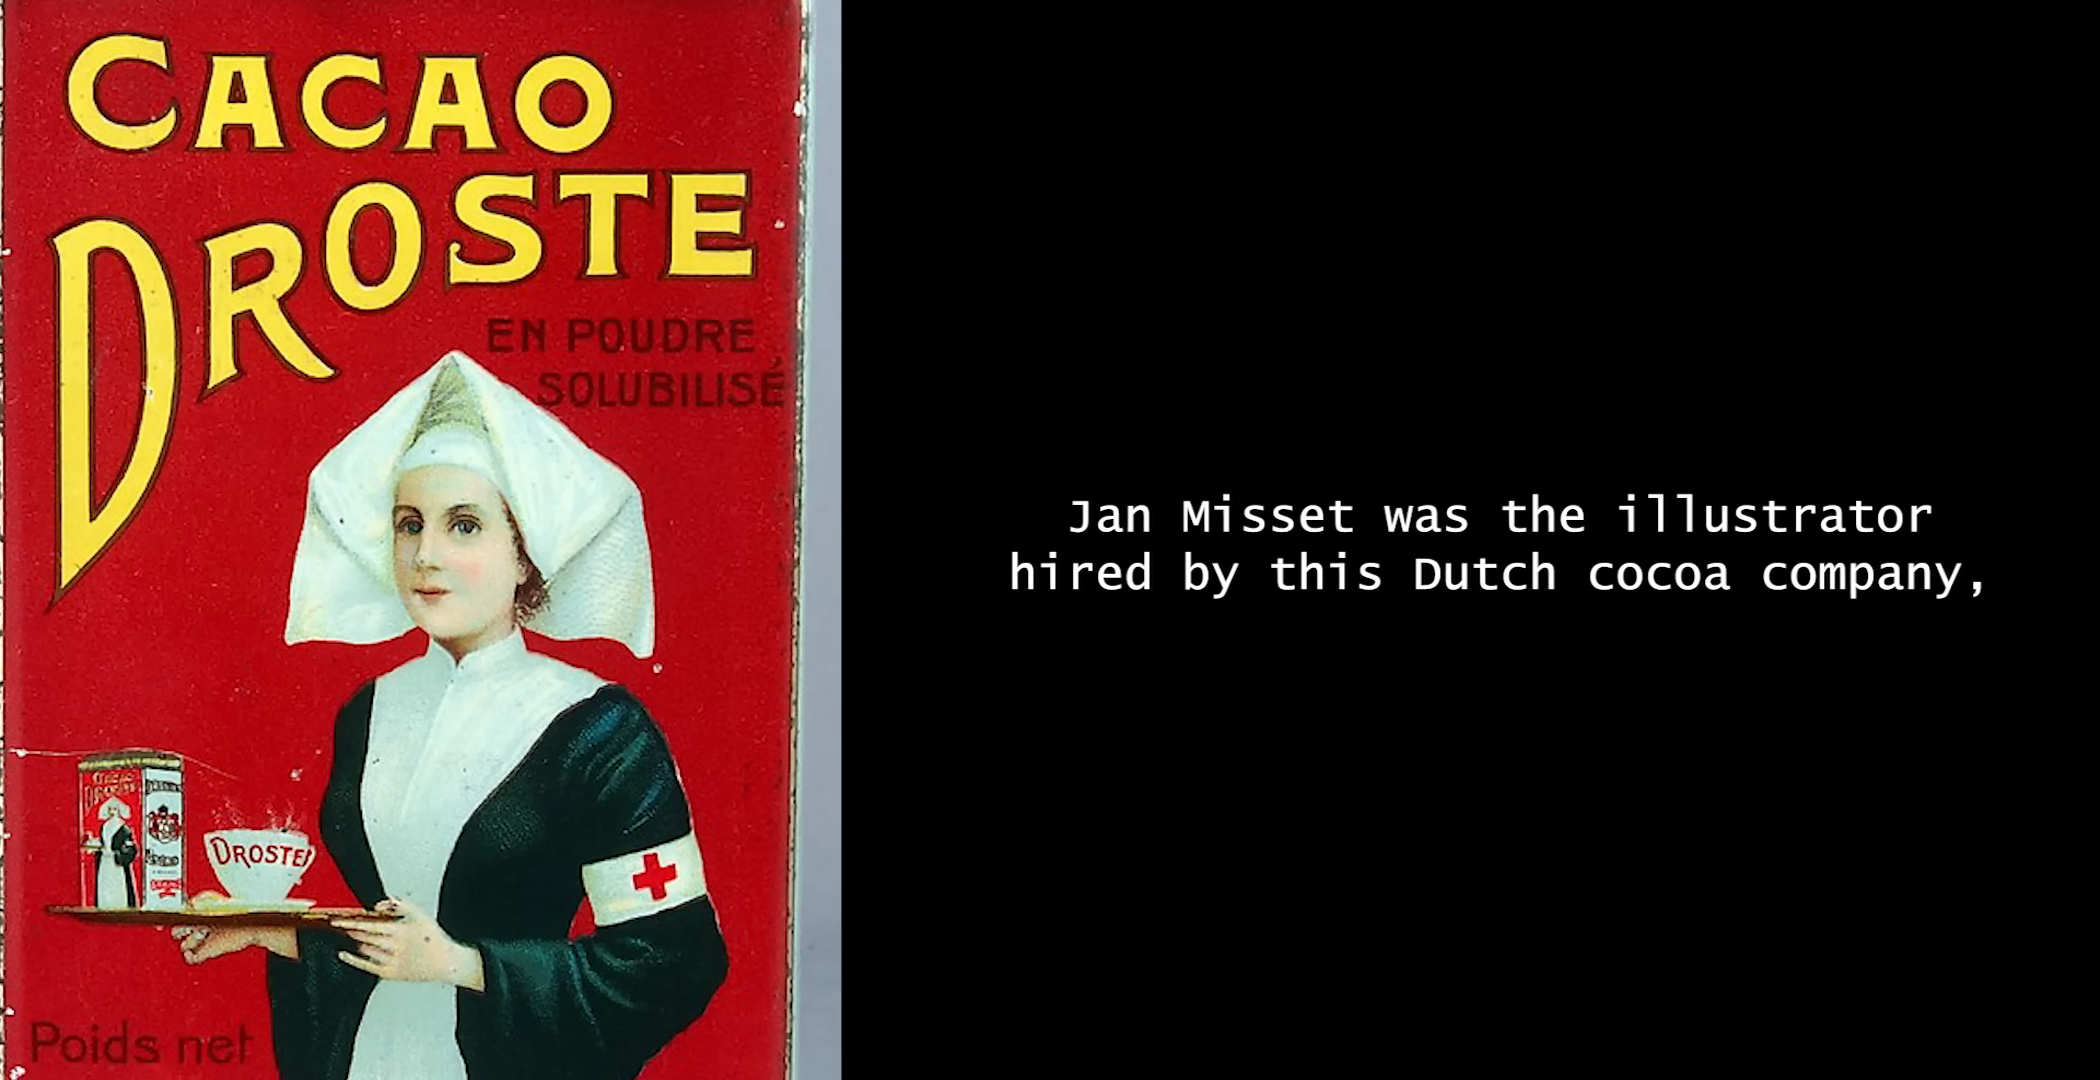 CACAO
DROSTE
EN POUDRE
SOLUBILISÉ
DROSTE
Poids net
Jan Misset was the illustrator
hired by this Dutch cocoa company,